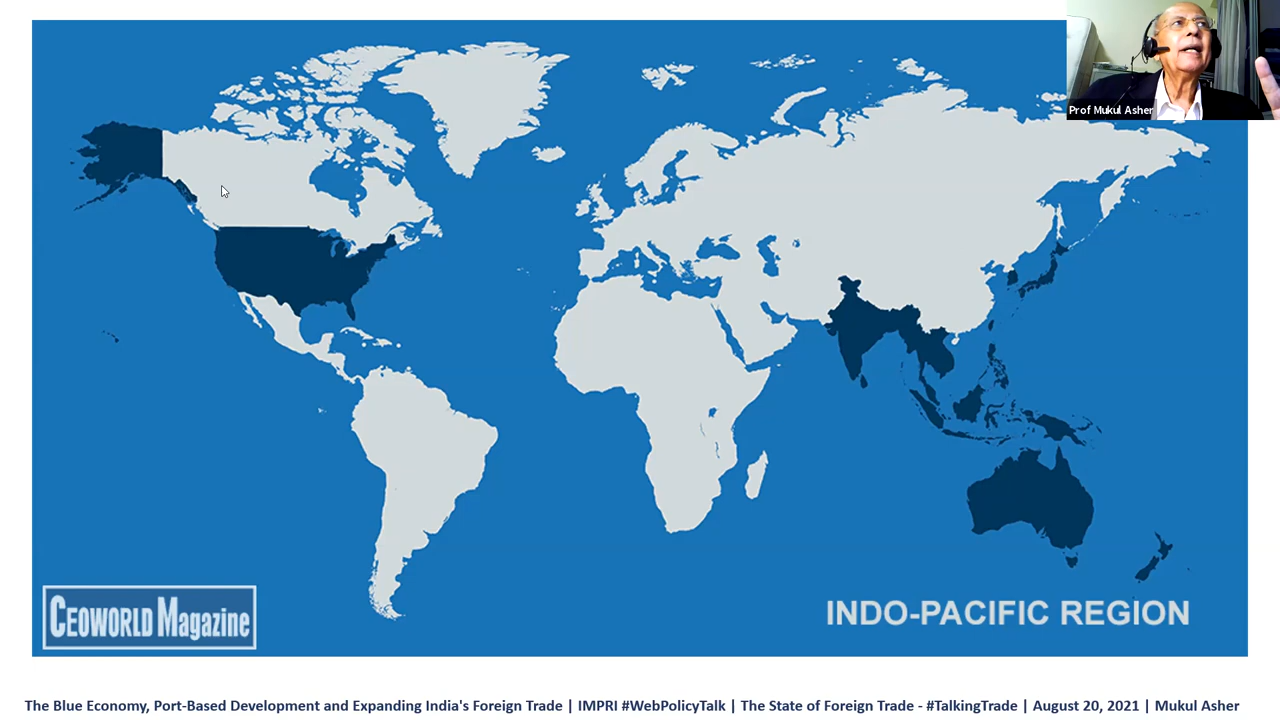 Prof Mukul Asher
CEOWORLD Magazine
INDO-PACIFIC REGION
The Blue Economy, Port-Based Development and Expanding India's Foreign Trade | IMPRI #WebPolicyTalk | The State of Foreign Trade - #TalkingTrade | August 20, 2021 | Mukul Asher